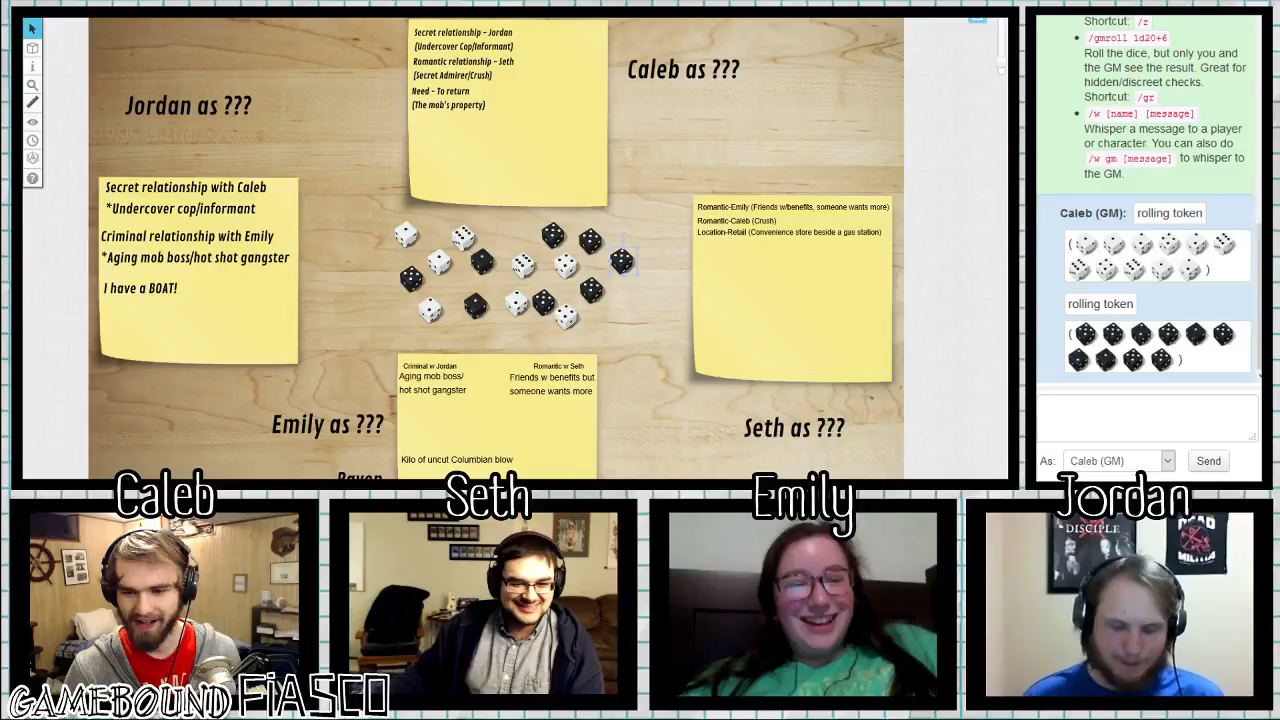 Secret relationship - Jordan
(Undercover Cop/Informant)
Romantic relationship - Seth
(Secret Admirer/Crush)
Need - To return
(The mob's property)
Caleb as ???
Jordan as ???
Secret relationship with Caleb
*Undercover cop/informant
Criminal relationship with Emily
*Aging mob boss/hot shot gangster
I have a BOAT!
Romantic-Emily (Friends w/benefits, someone wants more)
Romantic-Caleb (Crush)
Location-Retail (Convenience store beside a gas station)
Criminal w Jordan
Aging mob boss/
hot shot gangster
Romantic w Seth
Friends w benefits but
someone wants more
Kilo of uncut Columbian blow
Emily as ???
Seth as ???
Shortcut: /r
/gmroll 1d20+6
Roll the dice, but only you and
the GM see the result. Great for
hidden/discreet checks.
Shortcut: /gr
/w [name] [message]
Whisper a message to a player
or character. You can also do
/w gm [message] to whisper to
the GM.
Caleb (GM): rolling token
( )
rolling token
( )
As: Caleb (GM) Send
Caleb
Seth
Emily
Jordan
DISCIPLE
GAMEBOUND FiASCO